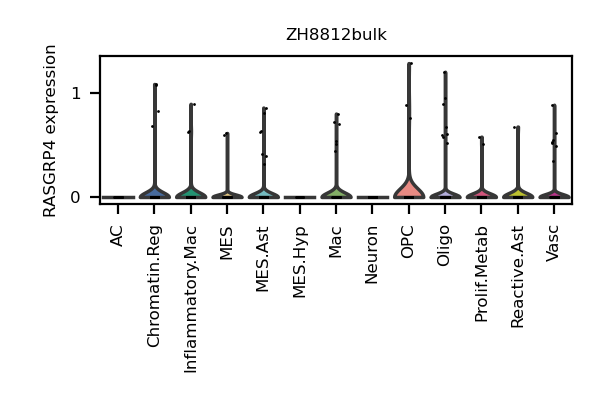 ZH8812bulk
RASGRP4 expression
1
0
AC
Chromatin.Reg
Inflammatory.Mac
MES
MES.Ast
MES.Hyp
Mac
Neuron
OPC
Oligo
Prolif.Metab
Reactive.Ast
Vasc